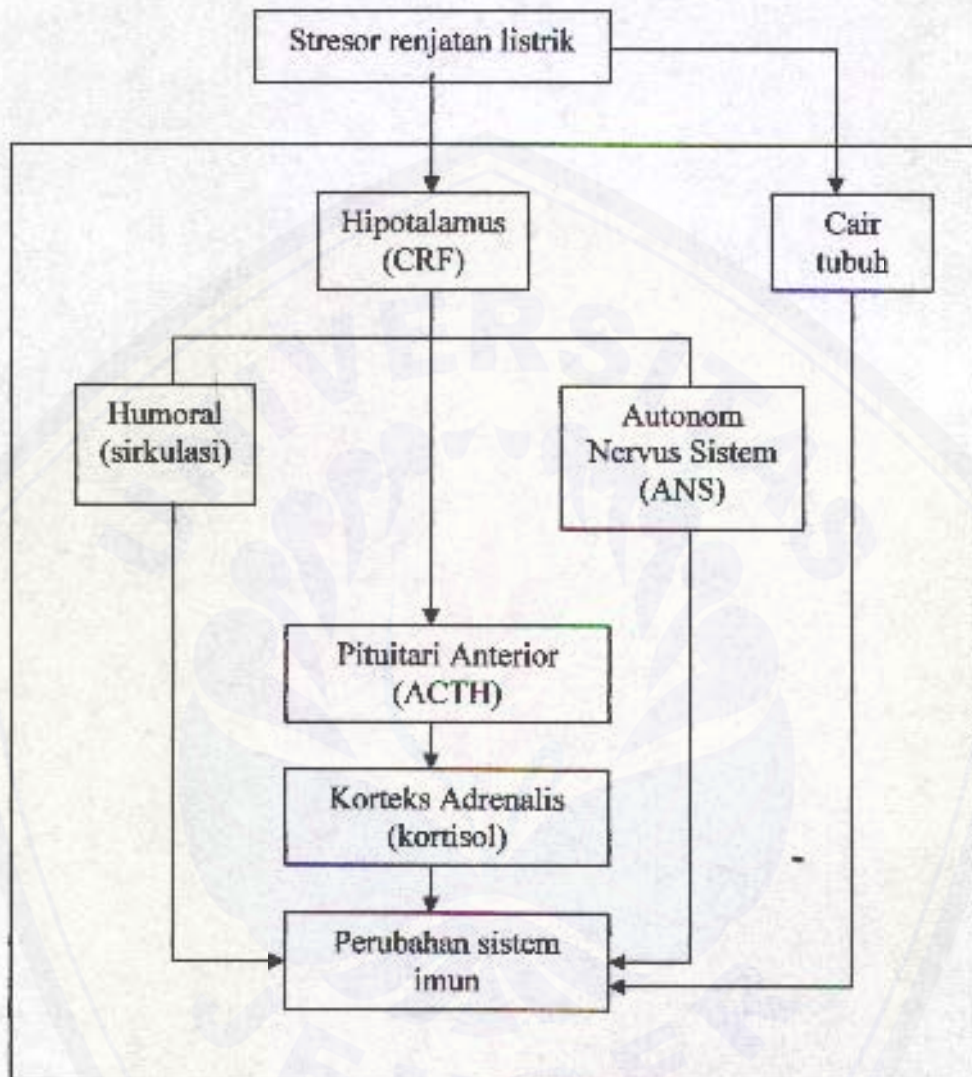 Stresor renjatan listrik
Hipotalamus
(CRF)
Cair
tubuh
Humoral
(sirkulasi)
Autonom
Nervus Sistem
(ANS)
Pituitari Anterior
(ACTH)
Korteks Adrenalis
(kortisol)
Perubahan sistem
imun